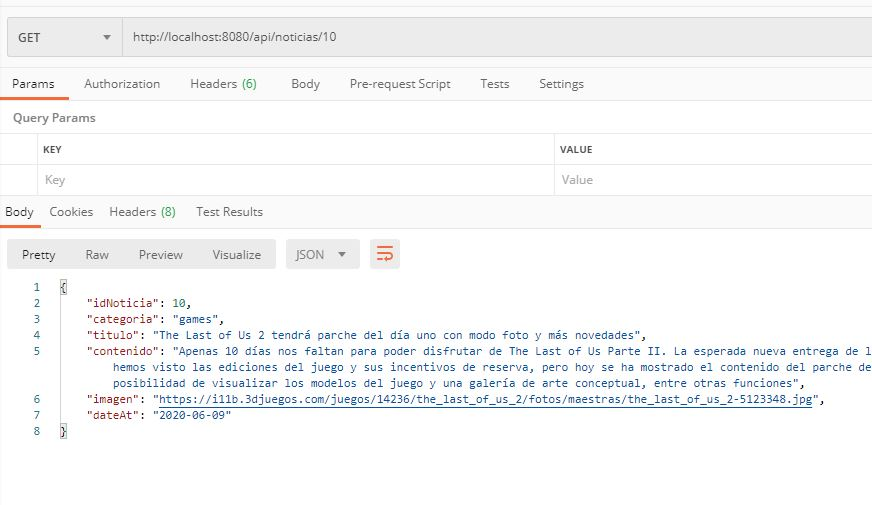 GET http://localhost:8080/api/noticias/10
Params Authorization Headers (6) Body Pre-request Script Tests Settings
Query Params
KEY VALUE
Key Value
Body Cookies Headers (8) Test Results
Pretty Raw Preview Visualize JSON
1 {
2 "idNoticia": 10,
3 "categoria": "games",
4 "titulo": "The Last of Us 2 tendrá parche del día uno con modo foto y más novedades",
5 "contenido": "Apenas 10 días nos faltan para poder disfrutar de The Last of Us Parte II. La esperada nueva entrega de l
hemos visto las ediciones del juego y sus incentivos de reserva, pero hoy se ha mostrado el contenido del parche de
posibilidad de visualizar los modelos del juego y una galería de arte conceptual, entre otras funciones",
6 "imagen": "https://i11b.3djuegos.com/juegos/14236/the_last_of_us_2/fotos/maestras/the_last_of_us_2-5123348.jpg",
7 "dateAt": "2020-06-09"
8 }